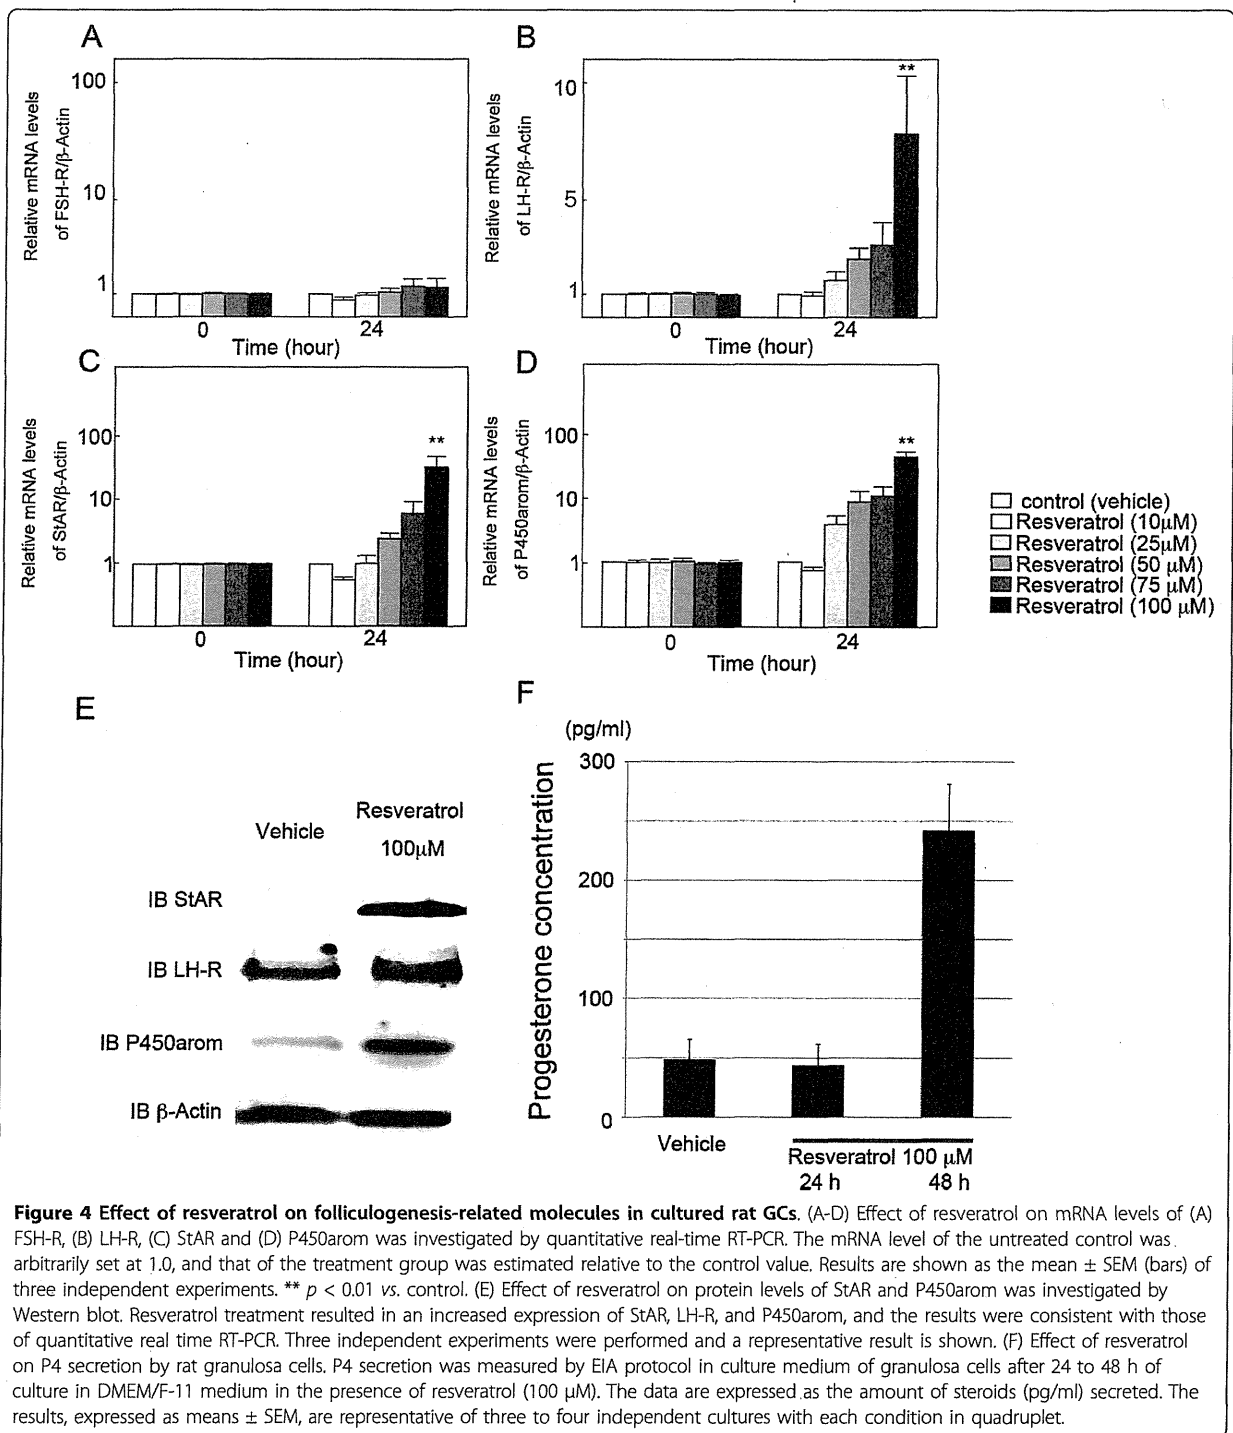 A
Relative mRNA levels
of FSH-R/β-Actin
100
10
1
0
24
Time (hour)
B
Relative mRNA levels
of LH-R/β-Actin
10
5
1
**
0
24
Time (hour)
C
Relative mRNA levels
of StAR/β-Actin
100
10
1
**
0
24
Time (hour)
D
Relative mRNA levels
of P450arom/β-Actin
100
10
1
**
0
24
Time (hour)
control (vehicle)
Resveratrol (10μM)
Resveratrol (25μM)
Resveratrol (50 μM)
Resveratrol (75 μM)
Resveratrol (100 μM)
E
Vehicle
Resveratrol
100μM
IB StAR
IB LH-R
IB P450arom
IB β-Actin
F
(pg/ml)
Progesterone concentration
300
200
100
0
Vehicle
Resveratrol 100 μM
24 h
48 h
Figure 4 Effect of resveratrol on folliculogenesis-related molecules in cultured rat GCs. (A-D) Effect of resveratrol on mRNA levels of (A)
FSH-R, (B) LH-R, (C) StAR and (D) P450arom was investigated by quantitative real-time RT-PCR. The mRNA level of the untreated control was
arbitrarily set at 1.0, and that of the treatment group was estimated relative to the control value. Results are shown as the mean ± SEM (bars) of
three independent experiments. ** p < 0.01 vs. control. (E) Effect of resveratrol on protein levels of StAR and P450arom was investigated by
Western blot. Resveratrol treatment resulted in an increased expression of StAR, LH-R, and P450arom, and the results were consistent with those
of quantitative real time RT-PCR. Three independent experiments were performed and a representative result is shown. (F) Effect of resveratrol
on P4 secretion by rat granulosa cells. P4 secretion was measured by EIA protocol in culture medium of granulosa cells after 24 to 48 h of
culture in DMEM/F-11 medium in the presence of resveratrol (100 μM). The data are expressed as the amount of steroids (pg/ml) secreted. The
results, expressed as means ± SEM, are representative of three to four independent cultures with each condition in quadruplet.